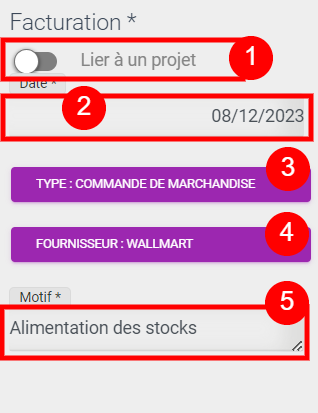 Facturation *
Lier à un projet
1
Date *
2
08/12/2023
3
TYPE : COMMANDE DE MARCHANDISE
4
FOURNISSEUR : WALLMART
Motif *
5
Alimentation des stocks